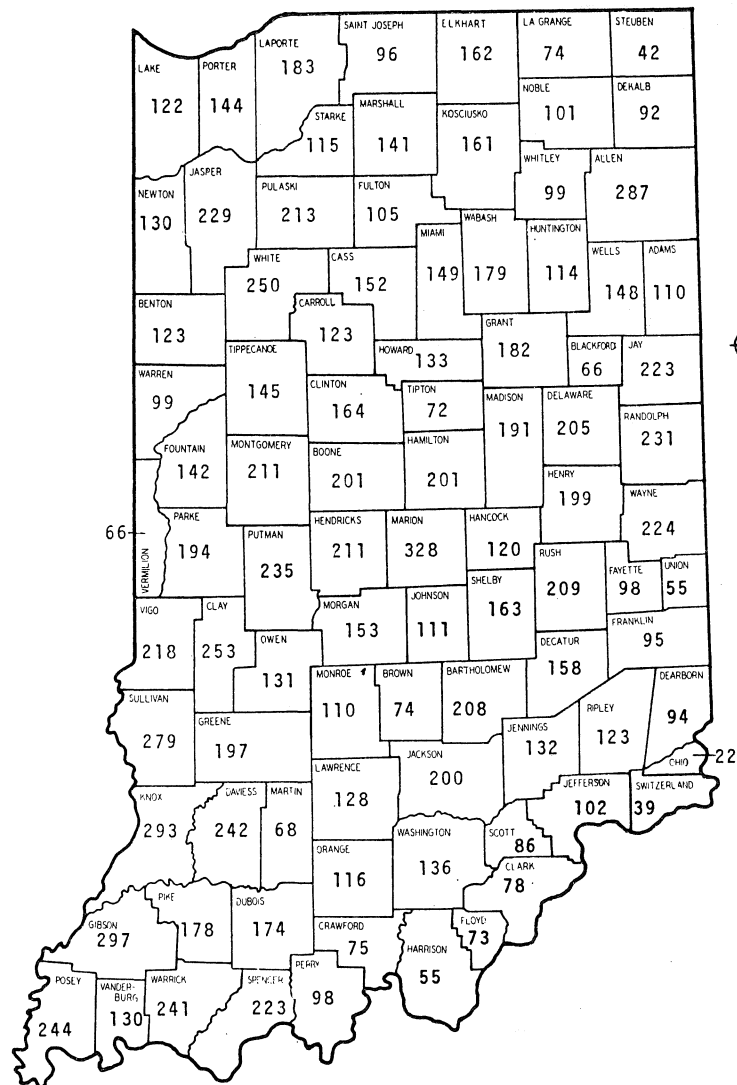 SAINT JOSEPH
96
ELKHART
162
LA GRANGE
74
STEUBEN
42
LAPORTE
183
LAKE
122
PORTER
144
NOBLE
101
DEKALB
92
STARKE
115
MARSHALL
141
KOSCIUSKO
161
WHITLEY
99
ALLEN
287
NEWTON
130
JASPER
229
PULASKI
213
FULTON
105
MIAMI
149
WABASH
179
HUNTINGTON
114
WELLS
148
ADAMS
110
WHITE
250
CASS
152
CARROLL
123
BENTON
123
GRANT
182
BLACKFORD
66
JAY
223
TIPPECANOE
145
HOWARD
133
WARREN
99
CLINTON
164
TIPTON
72
MADISON
191
DELAWARE
205
RANDOLPH
231
FOUNTAIN
142
MONTGOMERY
211
BOONE
201
HAMILTON
201
HENRY
199
WAYNE
224
66
VERMILION
PARKE
194
PUTMAN
235
HENDRICKS
211
MARION
328
HANCOCK
120
RUSH
209
FAYETTE
98
UNION
55
SHELBY
163
VIGO
218
CLAY
253
MORGAN
153
JOHNSON
111
FRANKLIN
95
OWEN
131
DECATUR
158
MONROE
110
BROWN
74
BARTHOLOMEW
208
DEARBORN
94
SULLIVAN
279
GREENE
197
JENNINGS
132
RIPLEY
123
OHIO
22
JACKSON
200
LAWRENCE
128
KNOX
293
DAVIESS
242
MARTIN
68
JEFFERSON
102
SWITZERLAND
39
WASHINGTON
136
SCOTT
86
ORANGE
116
CLARK
78
PIKE
178
DUBOIS
174
GIBSON
297
CRAWFORD
75
FLOYD
73
HARRISON
55
PERRY
98
POSEY
244
VANDER-
BURG
130
WARRICK
241
SPENCER
223